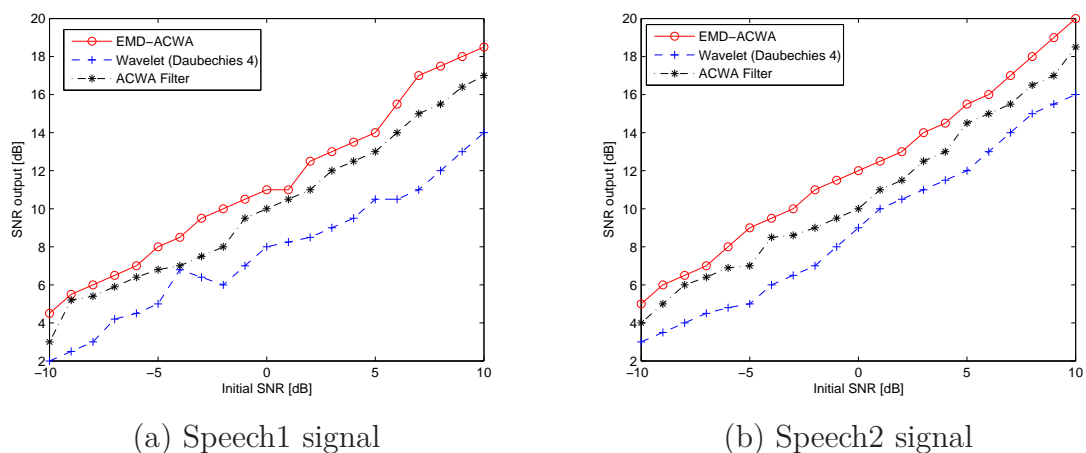 20
18
16
14
12
10
8
6
4
2
SNR output [dB]
EMD−ACWA
Wavelet (Daubechies 4)
ACWA Filter
−10
−5
0
5
10
Initial SNR [dB]
(a) Speech1 signal
20
18
16
14
12
10
8
6
4
2
SNR output [dB]
EMD−ACWA
Wavelet (Daubechies 4)
ACWA Filter
−10
−5
0
5
10
Initial SNR [dB]
(b) Speech2 signal